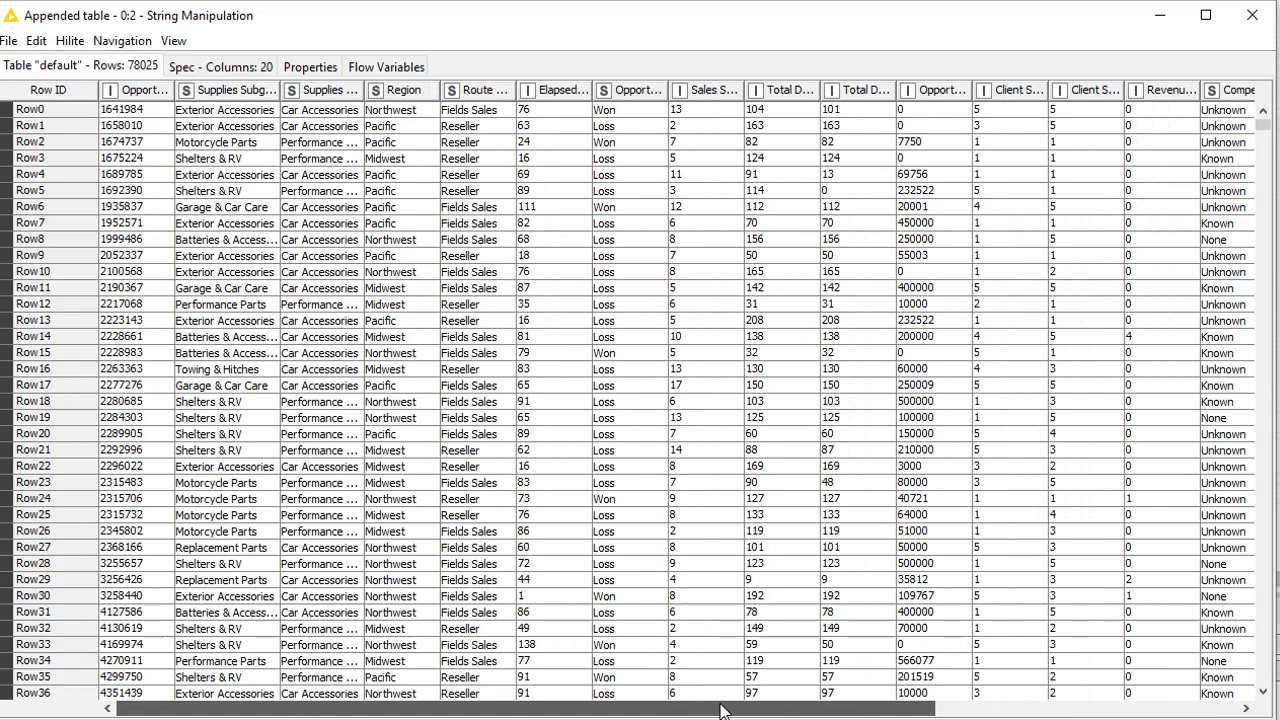 Appended table - 0:2 - String Manipulation
File Edit Hilite Navigation View
Table "default" - Rows: 78025 Spec - Columns: 20 Properties Flow Variables
Row ID I Opport... S Supplies Subg... S Supplies ... S Region S Route ... I Elapsed... S Opport... I Sales S... I Total D... I Total D... I Opport... I Client S... I Client S... I Revenu... S Compe
Row0 1641984 Exterior Accessories Car Accessories Northwest Fields Sales 76 Won 13 104 101 0 5 5 0 Unknown
Row1 1658010 Exterior Accessories Car Accessories Pacific Reseller 63 Loss 2 163 163 0 3 5 0 Unknown
Row2 1674737 Motorcycle Parts Performance ... Pacific Reseller 24 Won 7 82 82 7750 1 1 0 Unknown
Row3 1675224 Shelters & RV Performance ... Midwest Reseller 16 Loss 5 124 124 0 1 1 0 Known
Row4 1689785 Exterior Accessories Car Accessories Pacific Reseller 69 Loss 11 91 13 69756 1 1 0 Unknown
Row5 1692390 Shelters & RV Performance ... Pacific Reseller 89 Loss 3 114 0 232522 5 1 0 Unknown
Row6 1935837 Garage & Car Care Car Accessories Pacific Fields Sales 111 Won 12 112 112 20001 4 5 0 Unknown
Row7 1952571 Exterior Accessories Car Accessories Pacific Fields Sales 82 Loss 6 70 70 450000 1 1 0 Known
Row8 1999486 Batteries & Access... Car Accessories Northwest Fields Sales 68 Loss 8 156 156 250000 1 5 0 None
Row9 2052337 Exterior Accessories Car Accessories Pacific Reseller 18 Loss 7 50 50 55003 1 1 0 Unknown
Row10 2100568 Exterior Accessories Car Accessories Northwest Fields Sales 76 Loss 8 165 165 0 1 2 0 Unknown
Row11 2190367 Garage & Car Care Car Accessories Midwest Fields Sales 87 Loss 5 142 142 400000 5 5 0 Known
Row12 2217068 Performance Parts Performance ... Midwest Reseller 35 Loss 6 31 31 10000 2 1 0 Unknown
Row13 2223143 Exterior Accessories Car Accessories Pacific Reseller 16 Loss 5 208 208 232522 5 1 0 Unknown
Row14 2228661 Batteries & Access... Car Accessories Midwest Fields Sales 81 Loss 10 138 138 200000 4 5 4 Unknown
Row15 2228983 Batteries & Access... Car Accessories Midwest Fields Sales 79 Won 5 32 32 0 5 1 0 Unknown
Row16 2263363 Towing & Hitches Car Accessories Midwest Reseller 83 Loss 13 130 130 60000 4 3 0 Unknown
Row17 2277276 Garage & Car Care Car Accessories Pacific Fields Sales 65 Loss 17 150 150 250009 5 5 0 Known
Row18 2280685 Shelters & RV Performance ... Northwest Fields Sales 91 Loss 6 103 103 500000 1 3 0 Known
Row19 2284303 Shelters & RV Performance ... Northwest Fields Sales 65 Loss 13 125 125 100000 1 5 0 None
Row20 2289905 Shelters & RV Performance ... Pacific Fields Sales 89 Loss 7 60 60 150000 5 4 0 Unknown
Row21 2292996 Shelters & RV Performance ... Midwest Reseller 62 Loss 14 88 87 210000 5 3 0 Unknown
Row22 2296022 Exterior Accessories Car Accessories Midwest Reseller 16 Loss 8 169 169 3000 3 2 0 Unknown
Row23 2315483 Motorcycle Parts Performance ... Midwest Fields Sales 83 Loss 7 90 48 80000 3 5 0 Unknown
Row24 2315706 Motorcycle Parts Performance ... Northwest Reseller 73 Won 9 127 127 40721 1 1 1 Unknown
Row25 2315732 Motorcycle Parts Performance ... Midwest Reseller 76 Loss 8 133 133 64000 1 4 0 Unknown
Row26 2345802 Motorcycle Parts Performance ... Northwest Fields Sales 86 Loss 2 119 119 51000 1 3 0 Unknown
Row27 2368166 Replacement Parts Car Accessories Northwest Fields Sales 60 Loss 8 101 101 50000 5 3 0 Unknown
Row28 3255657 Shelters & RV Performance ... Northwest Fields Sales 72 Loss 9 123 123 500000 1 3 0 None
Row29 3256426 Replacement Parts Car Accessories Northwest Fields Sales 44 Loss 4 9 9 35812 1 3 2 Unknown
Row30 3258440 Exterior Accessories Car Accessories Northwest Fields Sales 1 Won 8 192 192 109767 5 3 1 None
Row31 4127586 Batteries & Access... Car Accessories Northwest Fields Sales 86 Loss 6 78 78 400000 1 5 0 Known
Row32 4130619 Shelters & RV Performance ... Midwest Reseller 49 Loss 2 149 149 70000 1 2 0 Unknown
Row33 4169974 Shelters & RV Performance ... Northwest Fields Sales 138 Won 4 59 50 0 5 3 0 Known
Row34 4270911 Performance Parts Performance ... Midwest Fields Sales 77 Loss 2 119 119 566077 1 1 0 None
Row35 4299750 Shelters & RV Performance ... Pacific Fields Sales 91 Won 8 57 57 201519 5 2 0 Known
Row36 4351439 Exterior Accessories Car Accessories Northwest Reseller 91 Loss 6 97 97 10000 3 2 0 Known